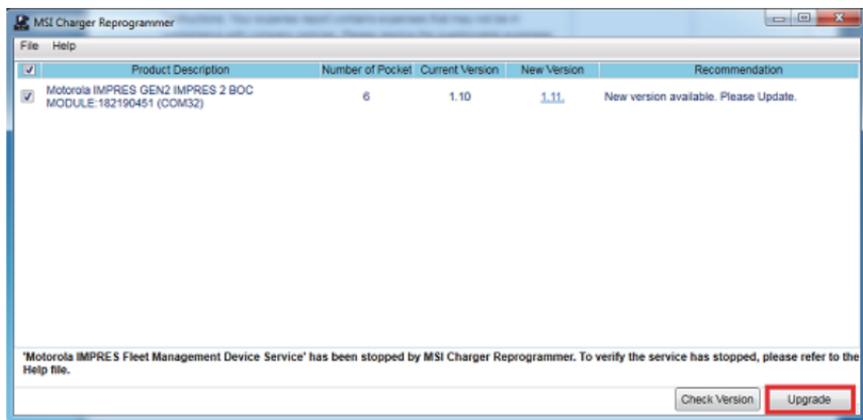 MSI Charger Reprogrammer
File Help
Product Description Number of Pocket Current Version New Version Recommendation
Motorola IMPRES GEN2 IMPRES 2 BOC
MODULE:182190451 (COM32) 6 1.10 1.11. New version available. Please Update.
'Motorola IMPRES Fleet Management Device Service' has been stopped by MSI Charger Reprogrammer. To verify the service has stopped, please refer to the
Help file.
Check Version Upgrade